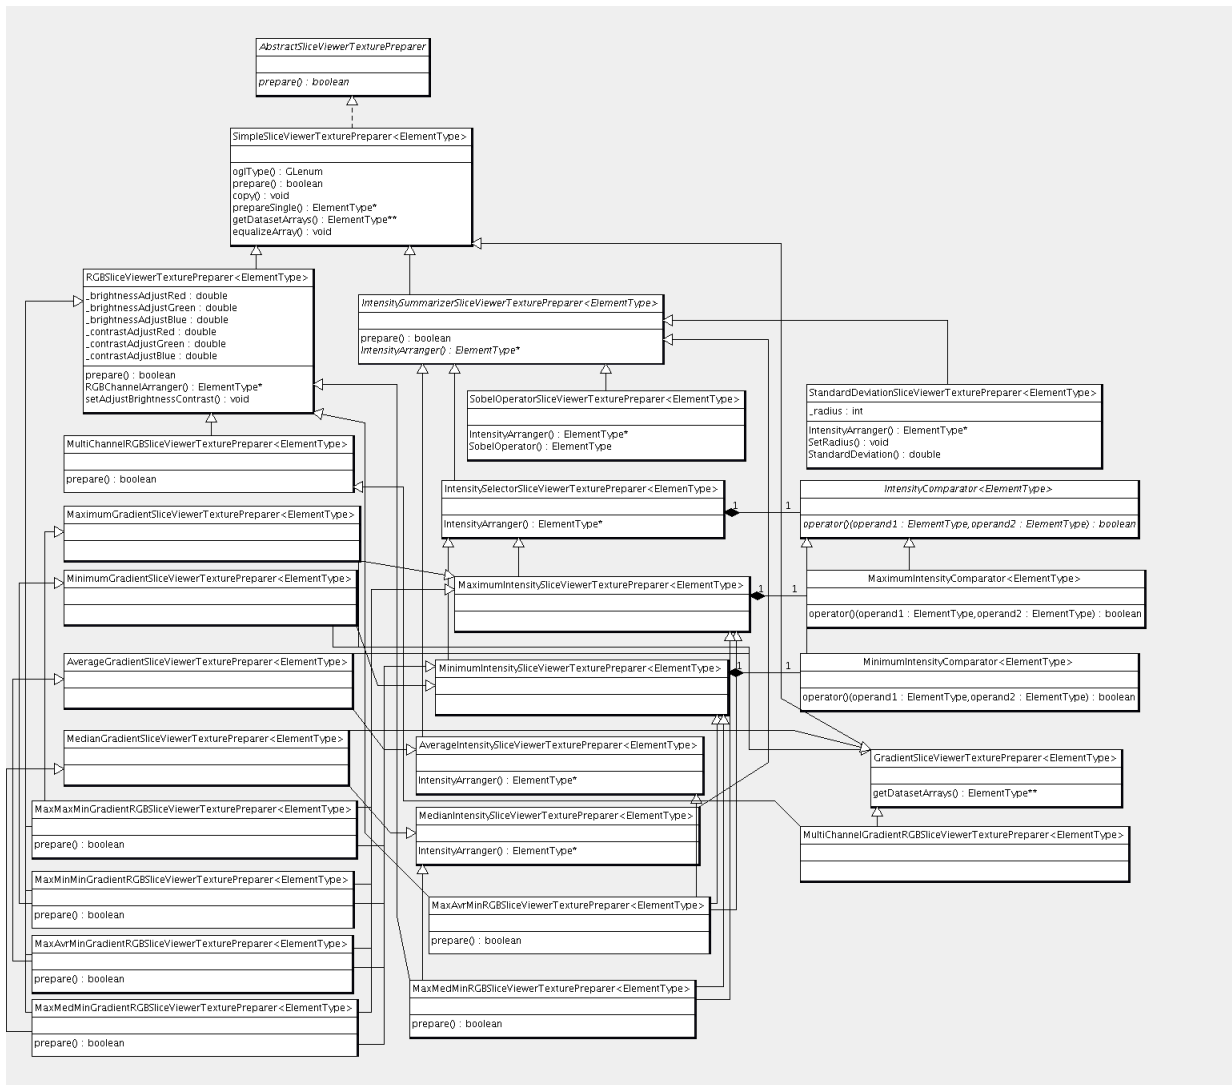 AbstractSliceViewerTexturePreparer
prepare() : boolean
SimpleSliceViewerTexturePreparer<ElementType>
oglType() : GLenum
prepare() : boolean
copy() : void
prepareSingle() : ElementType*
getDatasetArrays() : ElementType**
equalizeArray() : void
RGBSliceViewerTexturePreparer<ElementType>
_brightnessAdjustRed : double
_brightnessAdjustGreen : double
_brightnessAdjustBlue : double
_contrastAdjustRed : double
_contrastAdjustGreen : double
_contrastAdjustBlue : double
prepare() : boolean
RGBChannelArranger() : ElementType*
setAdjustBrightnessContrast() : void
IntensitySummarizerSliceViewerTexturePreparer<ElementType>
prepare() : boolean
IntensityArranger() : ElementType*
SobelOperatorSliceViewerTexturePreparer<ElementType>
IntensityArranger() : ElementType*
SobelOperator() : ElementType
StandardDeviationSliceViewerTexturePreparer<ElementType>
_radius : int
IntensityArranger() : ElementType*
SetRadius() : void
StandardDeviation() : double
MultiChannelRGBSliceViewerTexturePreparer<ElementType>
prepare() : boolean
IntensitySelectorSliceViewerTexturePreparer<ElemenType>
IntensityArranger() : ElementType*
1
1
IntensityComparator<ElementType>
operator()(operand1 : ElementType,operand2 : ElementType) : boolean
MaximumGradientSliceViewerTexturePreparer<ElementType>
MinimumGradientSliceViewerTexturePreparer<ElementType>
MaximumIntensitySliceViewerTexturePreparer<ElementType>
1
1
MaximumIntensityComparator<ElementType>
operator()(operand1 : ElementType,operand2 : ElementType) : boolean
AverageGradientSliceViewerTexturePreparer<ElementType>
MinimumIntensitySliceViewerTexturePreparer<ElementType>
1
1
MinimumIntensityComparator<ElementType>
operator()(operand1 : ElementType,operand2 : ElementType) : boolean
MedianGradientSliceViewerTexturePreparer<ElementType>
AverageIntensitySliceViewerTexturePreparer<ElementType>
IntensityArranger() : ElementType*
GradientSliceViewerTexturePreparer<ElementType>
getDatasetArrays() : ElementType**
MaxMaxMinGradientRGBSliceViewerTexturePreparer<ElementType>
prepare() : boolean
MedianIntensitySliceViewerTexturePreparer<ElementType>
IntensityArranger() : ElementType*
MultiChannelGradientRGBSliceViewerTexturePreparer<ElementType>
MaxMinMinGradientRGBSliceViewerTexturePreparer<ElementType>
prepare() : boolean
MaxAvrMinRGBSliceViewerTexturePreparer<ElementType>
prepare() : boolean
MaxAvrMinGradientRGBSliceViewerTexturePreparer<ElementType>
prepare() : boolean
MaxMedMinRGBSliceViewerTexturePreparer<ElementType>
prepare() : boolean
MaxMedMinGradientRGBSliceViewerTexturePreparer<ElementType>
prepare() : boolean